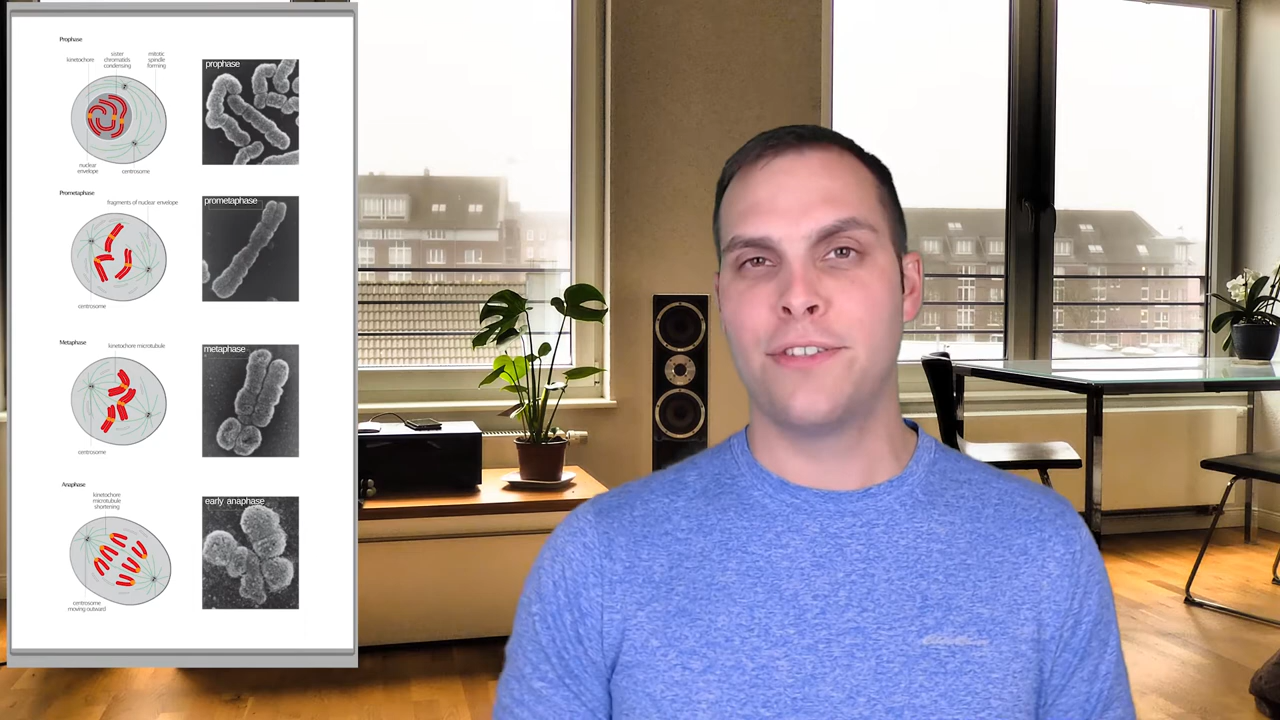 Prophase
kinetochore
sister
chromatids
condensing
mitotic
spindle
forming
prophase
nuclear
envelope
centrosome
Prometaphase
fragments of nuclear envelope
prometaphase
centrosome
Metaphase
kinetochore microtubule
metaphase
centrosome
Anaphase
kinetochore
microtubule
shortening
early anaphase
centrosome
moving outward